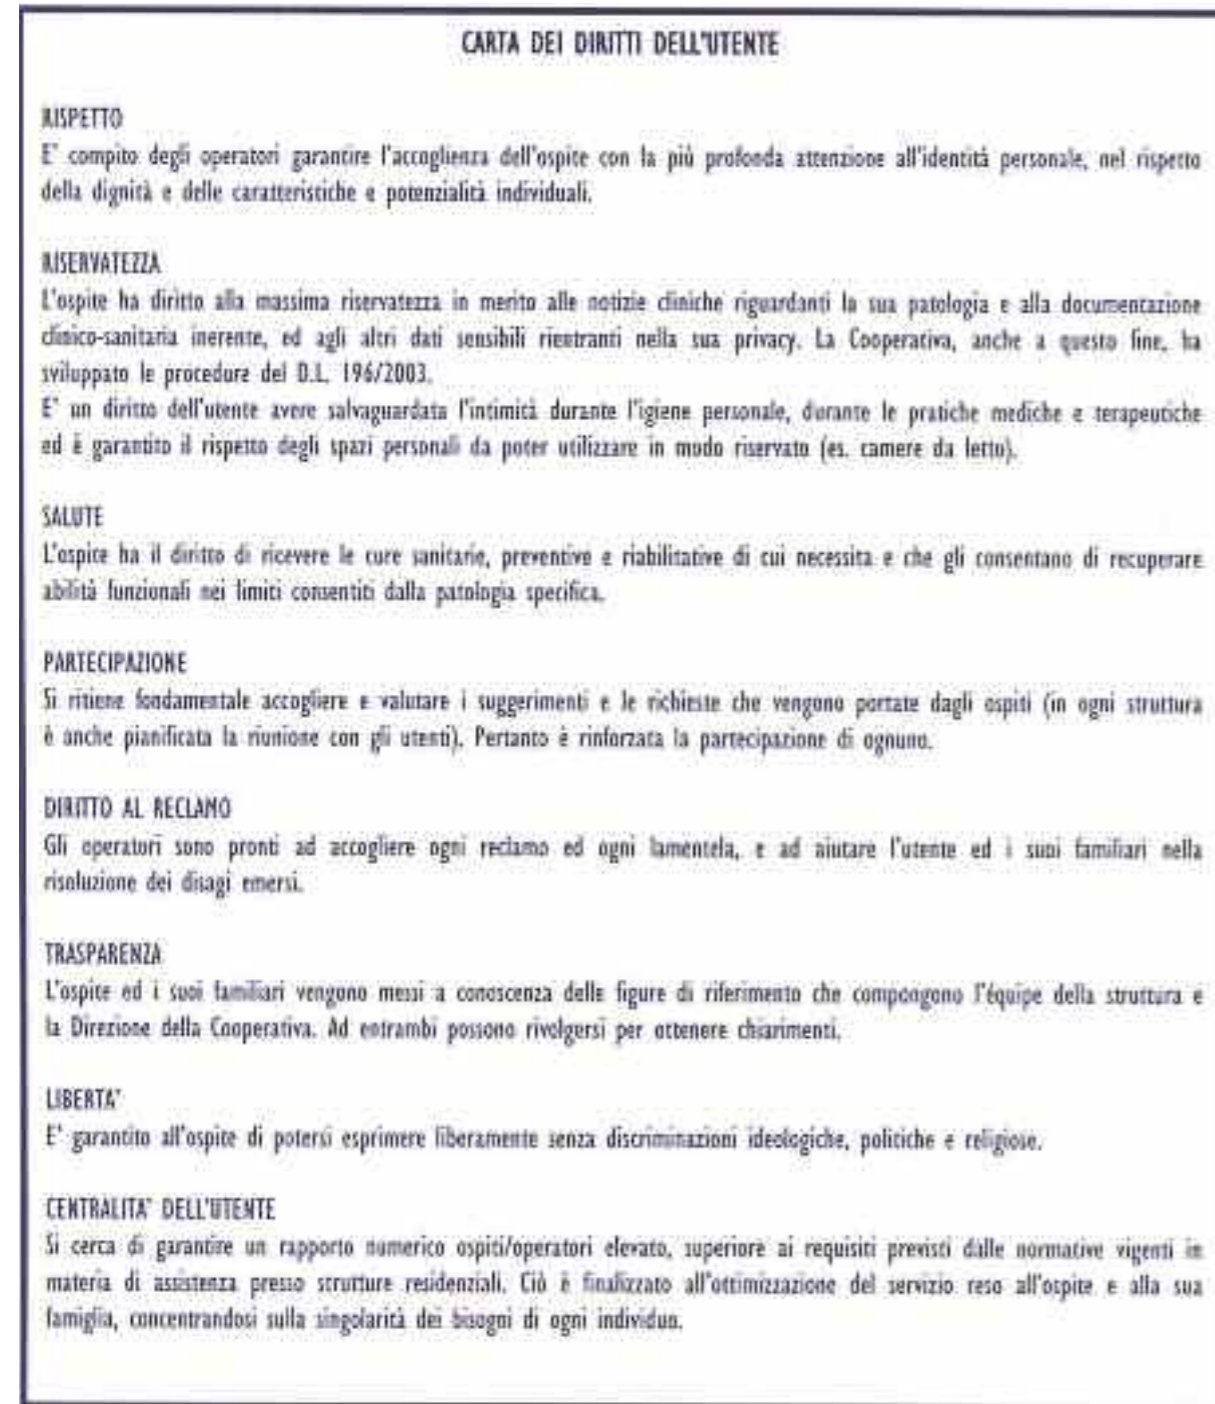 CARTA DEI DIRITTI DELL'UTENTE
RISPETTO
E' compito degli operatori garantire l'accoglienza dell'ospite con la più profonda attenzione all'identità personale, nel rispetto
della dignità e delle caratteristiche e potenzialità individuali.
RISERVATEZZA
L'ospite ha diritto alla massima riservatezza in merito alle notizie cliniche riguardanti la sua patologia e alla documentazione
clinico-sanitaria inerente, ed agli altri dati sensibili rientranti nella sua privacy. La Cooperativa, anche a questo fine, ha
sviluppato le procedure del D.L. 196/2003.
E' un diritto dell'utente avere salvaguardata l'intimità durante l'igiene personale, durante le pratiche mediche e terapeutiche
ed è garantito il rispetto degli spazi personali da poter utilizzare in modo riservato (es. camere da letto).
SALUTE
L'ospite ha il diritto di ricevere le cure sanitarie, preventive e riabilitative di cui necessita e che gli consentano di recuperare
abilità funzionali nei limiti consentiti dalla patologia specifica.
PARTECIPAZIONE
Si ritiene fondamentale accogliere e valutare i suggerimenti e le richieste che vengono portate dagli ospiti (in ogni struttura
è anche pianificata la riunione con gli utenti). Pertanto è rinforzata la partecipazione di ognuno.
DIRITTO AL RECLAMO
Gli operatori sono pronti ad accogliere ogni reclamo ed ogni lamentela, e ad aiutare l'utente ed i suoi familiari nella
risoluzione dei disagi emersi.
TRASPARENZA
L'ospite ed i suoi familiari vengono messi a conoscenza delle figure di riferimento che compongono l'équipe della struttura e
la Direzione della Cooperativa. Ad entrambi possono rivolgersi per ottenere chiarimenti.
LIBERTA'
E' garantito all'ospite di potersi esprimere liberamente senza discriminazioni ideologiche, politiche e religiose.
CENTRALITA' DELL'UTENTE
Si cerca di garantire un rapporto numerico ospiti/operatori elevato, superiore ai requisiti previsti dalle normative vigenti in
materia di assistenza presso strutture residenziali. Ciò è finalizzato all'ottimizzazione del servizio reso all'ospite e alla sua
famiglia, concentrandosi sulla singolarità dei bisogni di ogni individuo.